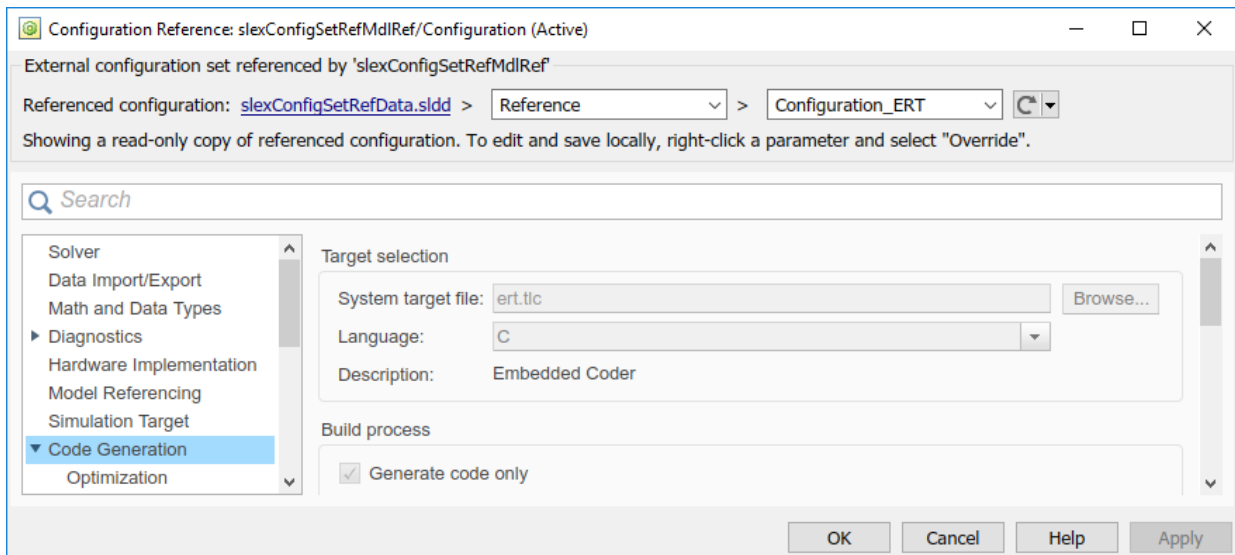 Configuration Reference: slexConfigSetRefMdlRef/Configuration (Active)
External configuration set referenced by 'slexConfigSetRefMdlRef'
Referenced configuration: slexConfigSetRefData.sldd > Reference > Configuration_ERT
Showing a read-only copy of referenced configuration. To edit and save locally, right-click a parameter and select "Override".
Search
Solver
Data Import/Export
Math and Data Types
Diagnostics
Hardware Implementation
Model Referencing
Simulation Target
Code Generation
Optimization
Target selection
System target file: ert.tlc Browse...
Language: C
Description: Embedded Coder
Build process
Generate code only
OK Cancel Help Apply